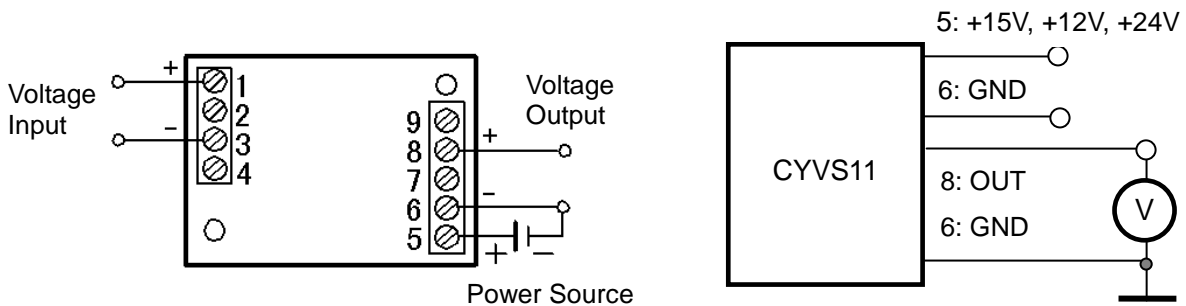 Voltage
Input
+
-
1
2
3
4
9
8
7
6
5
+
-
+ -
Voltage
Output
Power Source
CYVS11
5: +15V, +12V, +24V
6: GND
8: OUT
6: GND
V